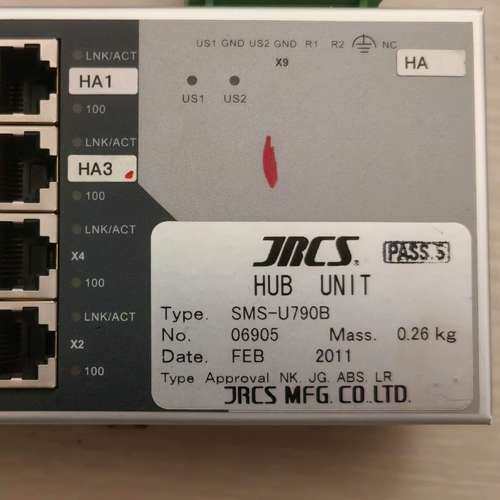 US1 GND US2 GND R1 R2 NC
X9
HA
US1 US2
LNK/ACT
HA1
100
LNK/ACT
HA3
100
LNK/ACT
X4
100
LNK/ACT
X2
100
JRCS PASS. 5
HUB UNIT
Type. SMS-U790B
No. 06905 Mass. 0.26 kg
Date. FEB 2011
Type Approval NK. JG. ABS. LR
JRCS MFG. CO.,LTD.